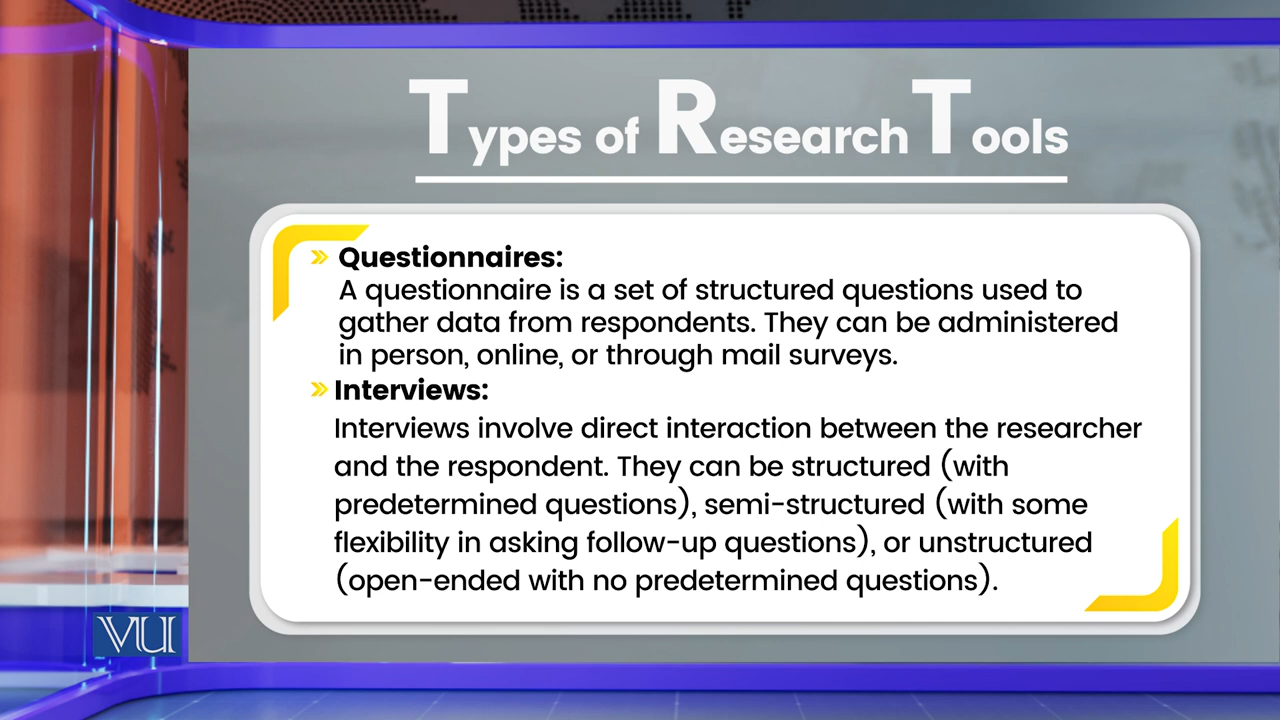 Types of Research Tools
Questionnaires:
A questionnaire is a set of structured questions used to
gather data from respondents. They can be administered
in person, online, or through mail surveys.
Interviews:
Interviews involve direct interaction between the researcher
and the respondent. They can be structured (with
predetermined questions), semi-structured (with some
flexibility in asking follow-up questions), or unstructured
(open-ended with no predetermined questions).
VU